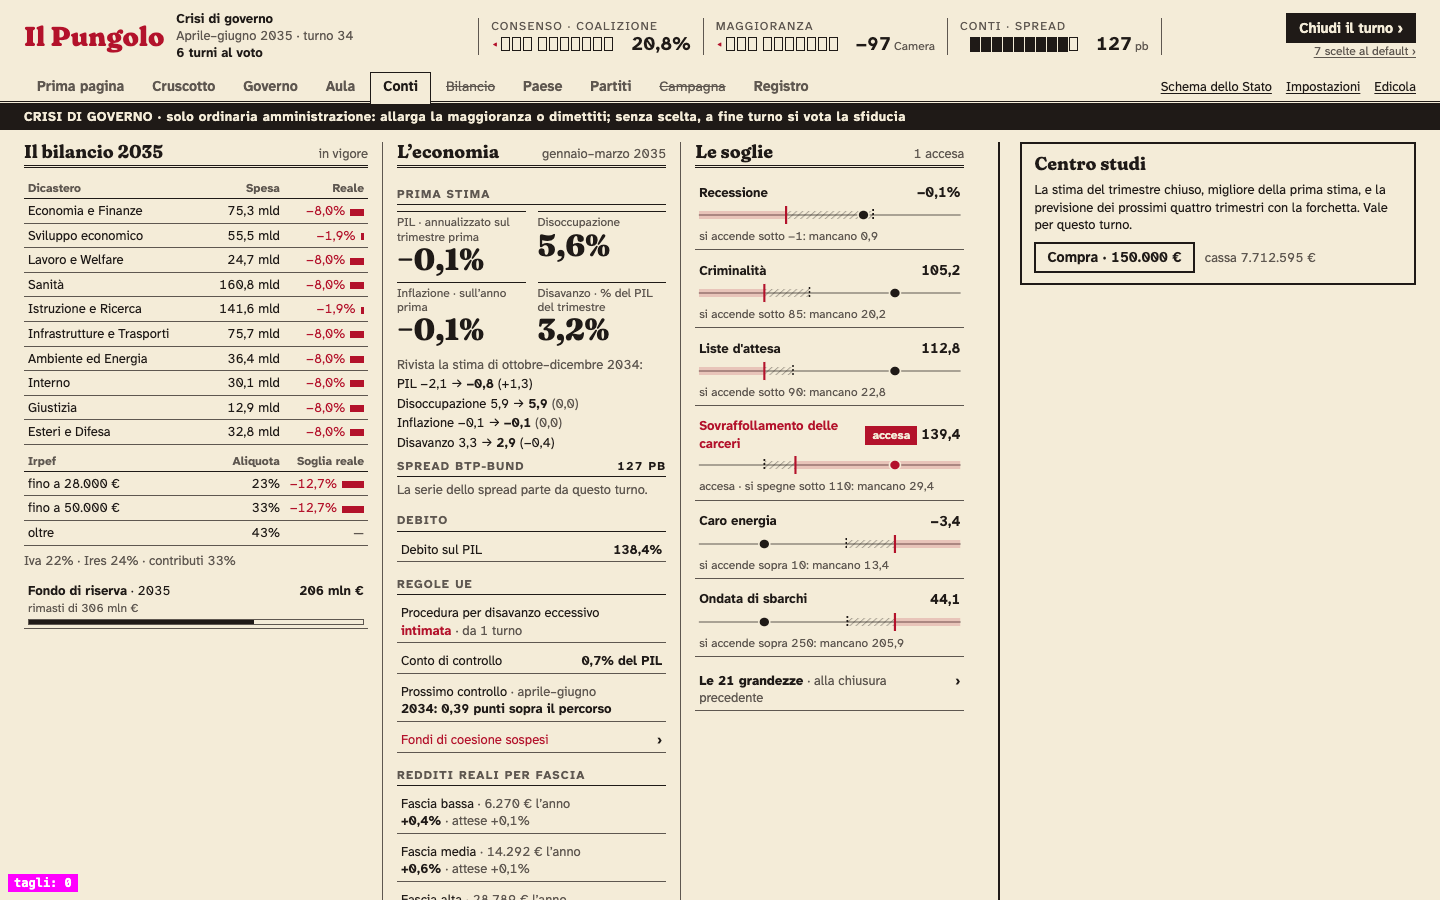 Il Pungolo
Crisi di governo
Aprile–giugno 2035 · turno 34
6 turni al voto
CONSENSO · COALIZIONE
20,8%
MAGGIORANZA
−97 Camera
CONTI · SPREAD
127 pb
Chiudi il turno ›
7 scelte al default ›
Prima pagina Cruscotto Governo Aula Conti Bilancio Paese Partiti Campagna Registro
Schema dello Stato Impostazioni Edicola
CRISI DI GOVERNO · solo ordinaria amministrazione: allarga la maggioranza o dimettiti; senza scelta, a fine turno si vota la sfiducia
Il bilancio 2035 in vigore
Dicastero Spesa Reale
Economia e Finanze 75,3 mld −8,0%
Sviluppo economico 55,5 mld −1,9%
Lavoro e Welfare 24,7 mld −8,0%
Sanità 160,8 mld −8,0%
Istruzione e Ricerca 141,6 mld −1,9%
Infrastrutture e Trasporti 75,7 mld −8,0%
Ambiente ed Energia 36,4 mld −8,0%
Interno 30,1 mld −8,0%
Giustizia 12,9 mld −8,0%
Esteri e Difesa 32,8 mld −8,0%
Irpef Aliquota Soglia reale
fino a 28.000 € 23% −12,7%
fino a 50.000 € 33% −12,7%
oltre 43% —
Iva 22% · Ires 24% · contributi 33%
Fondo di riserva · 2035 206 mln €
rimasti di 306 mln €
L'economia gennaio–marzo 2035
PRIMA STIMA
PIL · annualizzato sul
trimestre prima
−0,1%
Disoccupazione
5,6%
Inflazione · sull'anno
prima
−0,1%
Disavanzo · % del PIL
del trimestre
3,2%
Rivista la stima di ottobre–dicembre 2034:
PIL −2,1 → −0,8 (+1,3)
Disoccupazione 5,9 → 5,9 (0,0)
Inflazione −0,1 → −0,1 (0,0)
Disavanzo 3,3 → 2,9 (−0,4)
SPREAD BTP-BUND 127 PB
La serie dello spread parte da questo turno.
DEBITO
Debito sul PIL 138,4%
REGOLE UE
Procedura per disavanzo eccessivo
intimata · da 1 turno
Conto di controllo 0,7% del PIL
Prossimo controllo · aprile–giugno
2034: 0,39 punti sopra il percorso
Fondi di coesione sospesi ›
REDDITI REALI PER FASCIA
Fascia bassa · 6.270 € l'anno
+0,4% · attese +0,1%
Fascia media · 14.292 € l'anno
+0,6% · attese +0,1%
Fascia alta · 28.789 € l'anno
Le soglie 1 accesa
Recessione −0,1%
si accende sotto −1: mancano 0,9
Criminalità 105,2
si accende sotto 85: mancano 20,2
Liste d'attesa 112,8
si accende sotto 90: mancano 22,8
Sovraffollamento delle
carceri
accesa 139,4
accesa · si spegne sotto 110: mancano 29,4
Caro energia −3,4
si accende sopra 10: mancano 13,4
Ondata di sbarchi 44,1
si accende sopra 250: mancano 205,9
Le 21 grandezze · alla chiusura
precedente
›
Centro studi
La stima del trimestre chiuso, migliore della prima stima, e la
previsione dei prossimi quattro trimestri con la forchetta. Vale
per questo turno.
Compra · 150.000 € cassa 7.712.595 €
tagli: 0